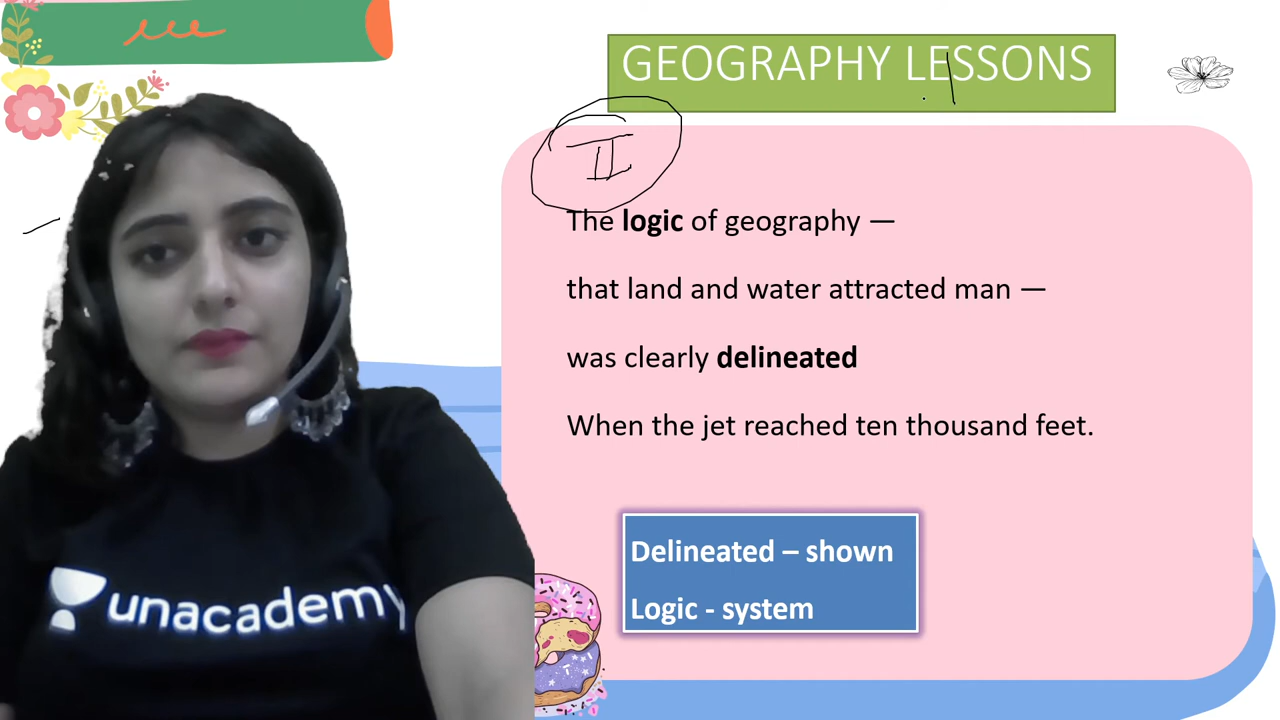 GEOGRAPHY LESSONS
II
The logic of geography —
that land and water attracted man —
was clearly delineated
When the jet reached ten thousand feet.
Delineated – shown
Logic - system
unacademy